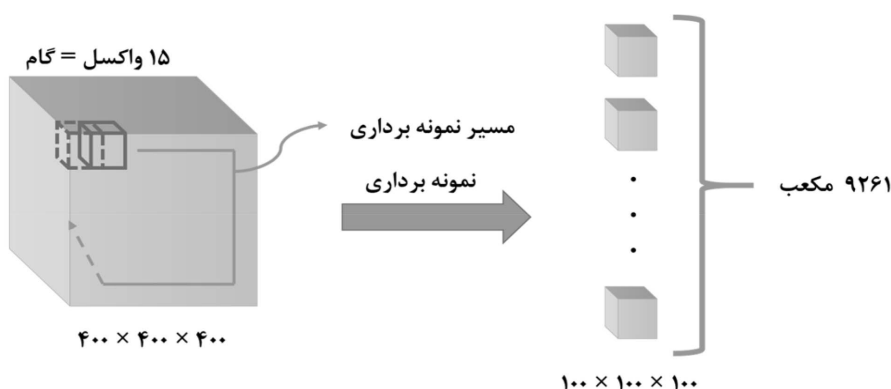 ۱۵ واکسل = گام
مسیر نمونه برداری
نمونه برداری
۹۲۶۱ مکعب
۴۰۰ × ۴۰۰ × ۴۰۰
۱۰۰ × ۱۰۰ × ۱۰۰